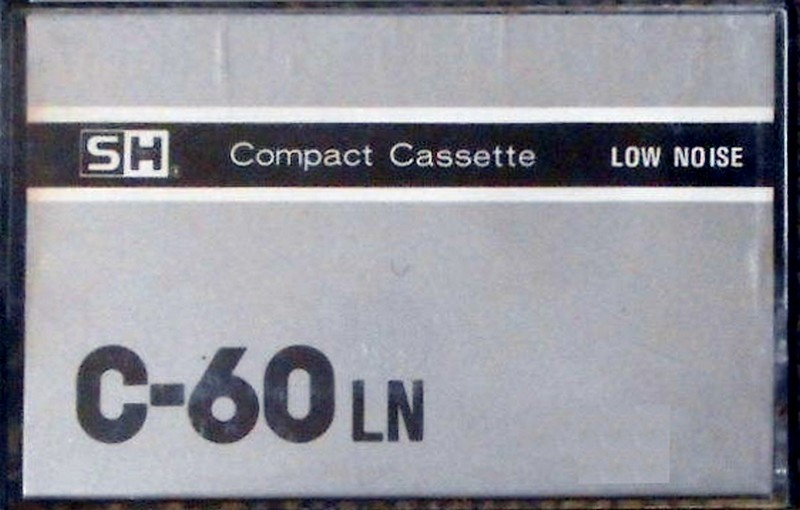 SH Compact Cassette LOW NOISE
C-60 LN